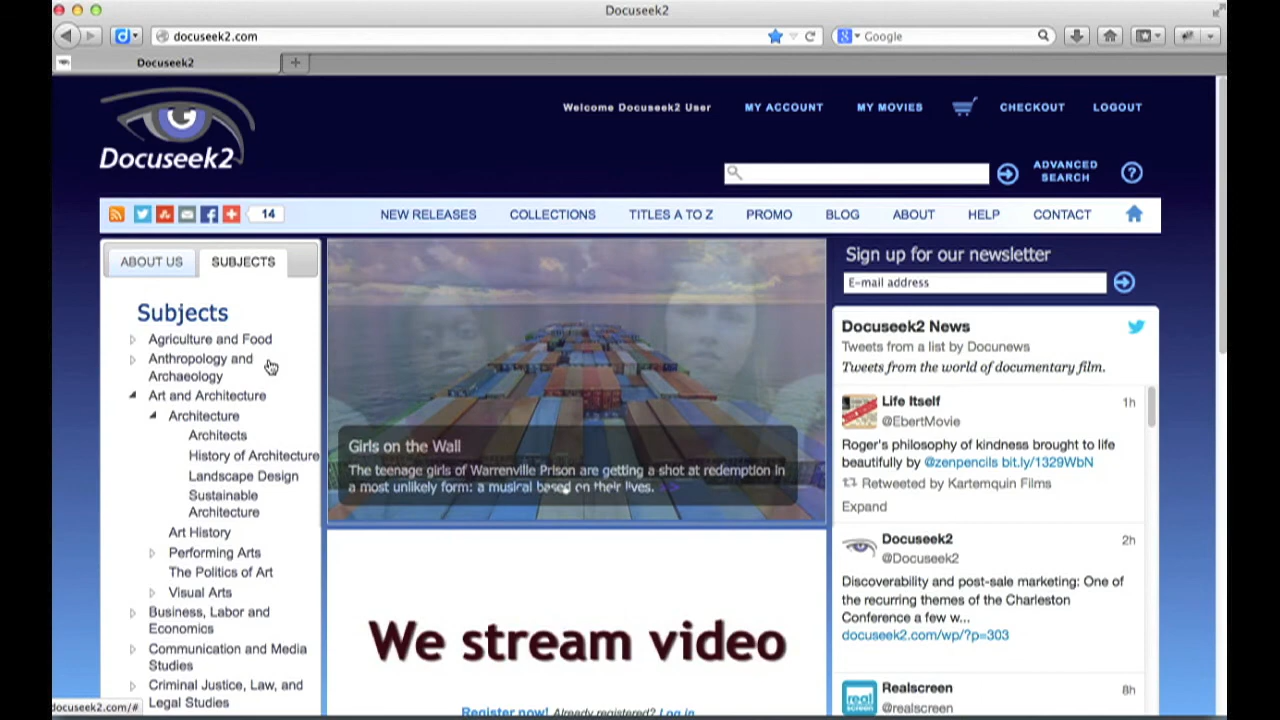 Docuseek2
docuseek2.com
Google
Docuseek2
Docuseek2
Welcome Docuseek2 User
MY ACCOUNT
MY MOVIES
CHECKOUT
LOGOUT
ADVANCED
SEARCH
?
14
NEW RELEASES
COLLECTIONS
TITLES A TO Z
PROMO
BLOG
ABOUT
HELP
CONTACT
ABOUT US
SUBJECTS
Subjects
Agriculture and Food
Anthropology and
Archaeology
Art and Architecture
Architecture
Architects
History of Architecture
Landscape Design
Sustainable
Architecture
Art History
Performing Arts
The Politics of Art
Visual Arts
Business, Labor and
Economics
Communication and Media
Studies
Criminal Justice, Law, and
Legal Studies
docuseek2.com/#
Girls on the Wall
The teenage girls of Warrenville Prison are getting a shot at redemption in
a most unlikely form: a musical based on their lives. >>
We stream video
Register now! Already registered? Log in
Sign up for our newsletter
E-mail address
Docuseek2 News
Tweets from a list by Docunews
Tweets from the world of documentary film.
Life Itself
1h
@EbertMovie
Roger's philosophy of kindness brought to life
beautifully by @zenpencils bit.ly/1329WbN
Retweeted by Kartemquin Films
Expand
Docuseek2
2h
@Docuseek2
Discoverability and post-sale marketing: One of
the recurring themes of the Charleston
Conference a few w...
docuseek2.com/wp/?p=303
real
screen
Realscreen
8h
@realscreen